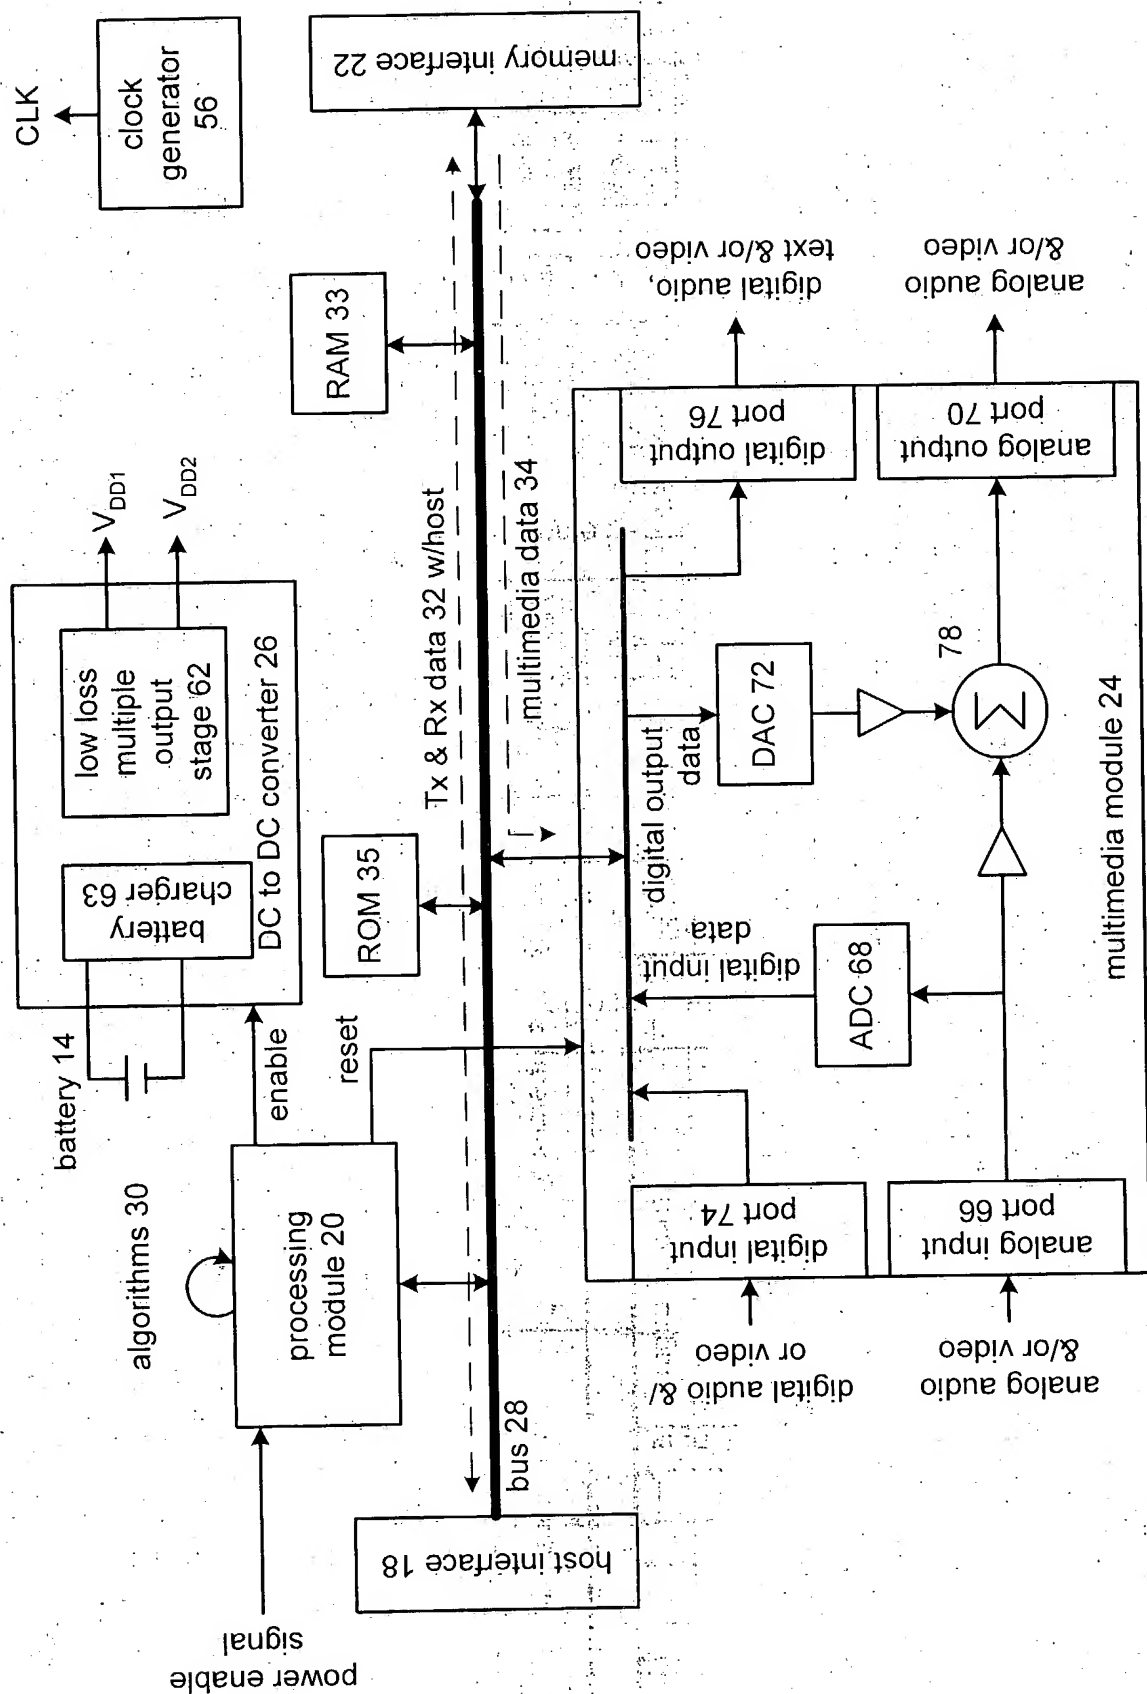 power enable
signal
algorithms 30
processing
module 20
enable
reset
battery 14
battery
charger 63
low loss
multiple
output
stage 62
DC to DC converter 26
VDD1
VDD2
CLK
clock
generator
56
host interface 18
bus 28
ROM 35
Tx & Rx data 32 w/host
RAM 33
memory interface 22
multimedia data 34
digital audio &/
or video
digital input
port 74
digital input
data
digital output
data
digital output
port 76
digital audio,
text &/or video
analog audio
&/or video
analog input
port 66
ADC 68
DAC 72
78
Σ
analog output
port 70
analog audio
&/or video
multimedia module 24